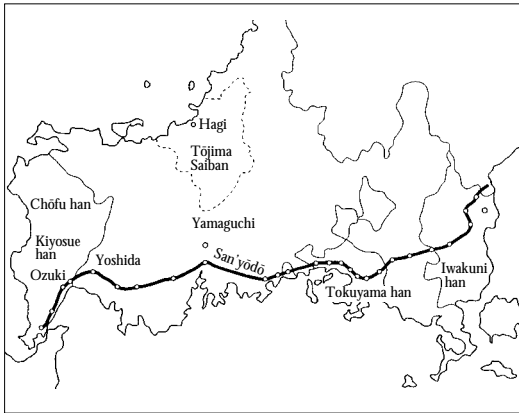 Hagi
Tōjima
Saiban
Chōfu han
Yamaguchi
Kiyosue
han
Ozuki
Yoshida
San'yōdō
Tokuyama han
Iwakuni
han